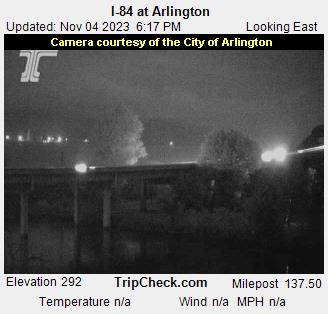 I-84 at Arlington
Updated: Nov 04 2023 6:17 PM Looking East
Camera courtesy of the City of Arlington
Elevation 292 TripCheck.com Milepost 137.50
Temperature n/a Wind n/a MPH n/a